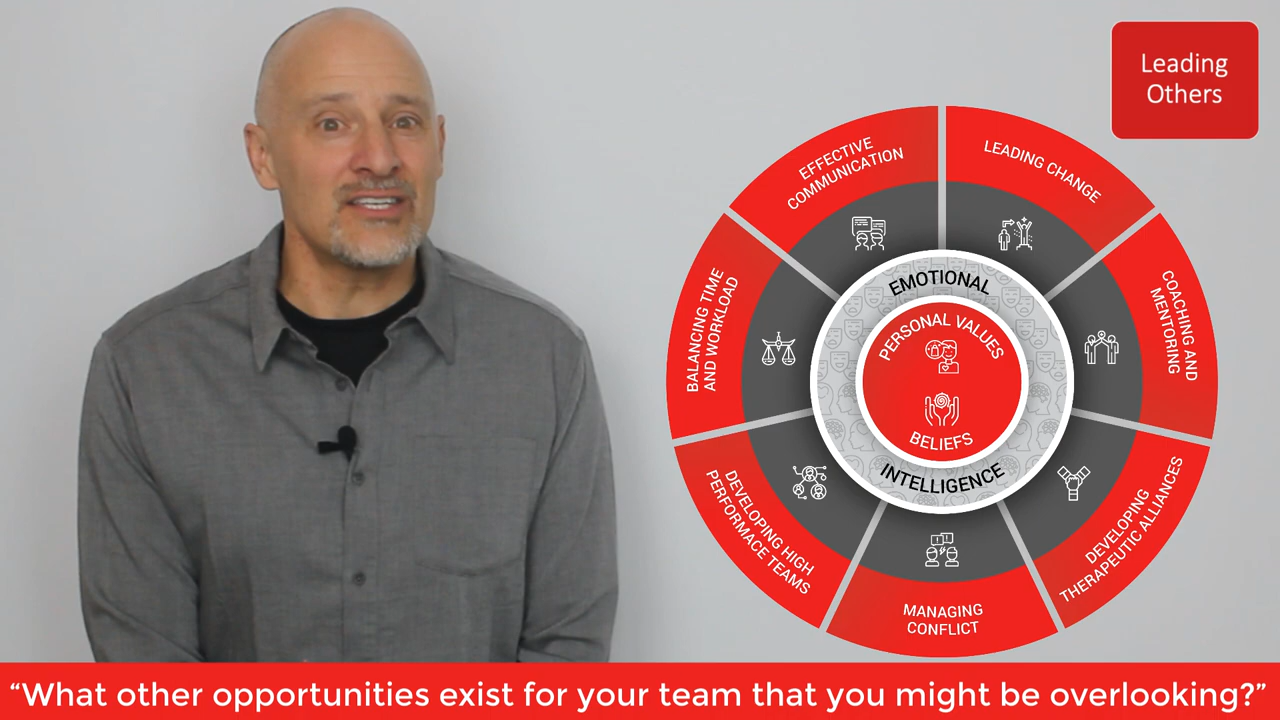 Leading
Others
EFFECTIVE
COMMUNICATION
LEADING CHANGE
COACHING AND
MENTORING
DEVELOPING
THERAPEUTIC ALLIANCES
MANAGING
CONFLICT
DEVELOPING HIGH
PERFORMACE TEAMS
BALANCING TIME
AND WORKLOAD
EMOTIONAL
INTELLIGENCE
PERSONAL VALUES
BELIEFS
“What other opportunities exist for your team that you might be overlooking?”